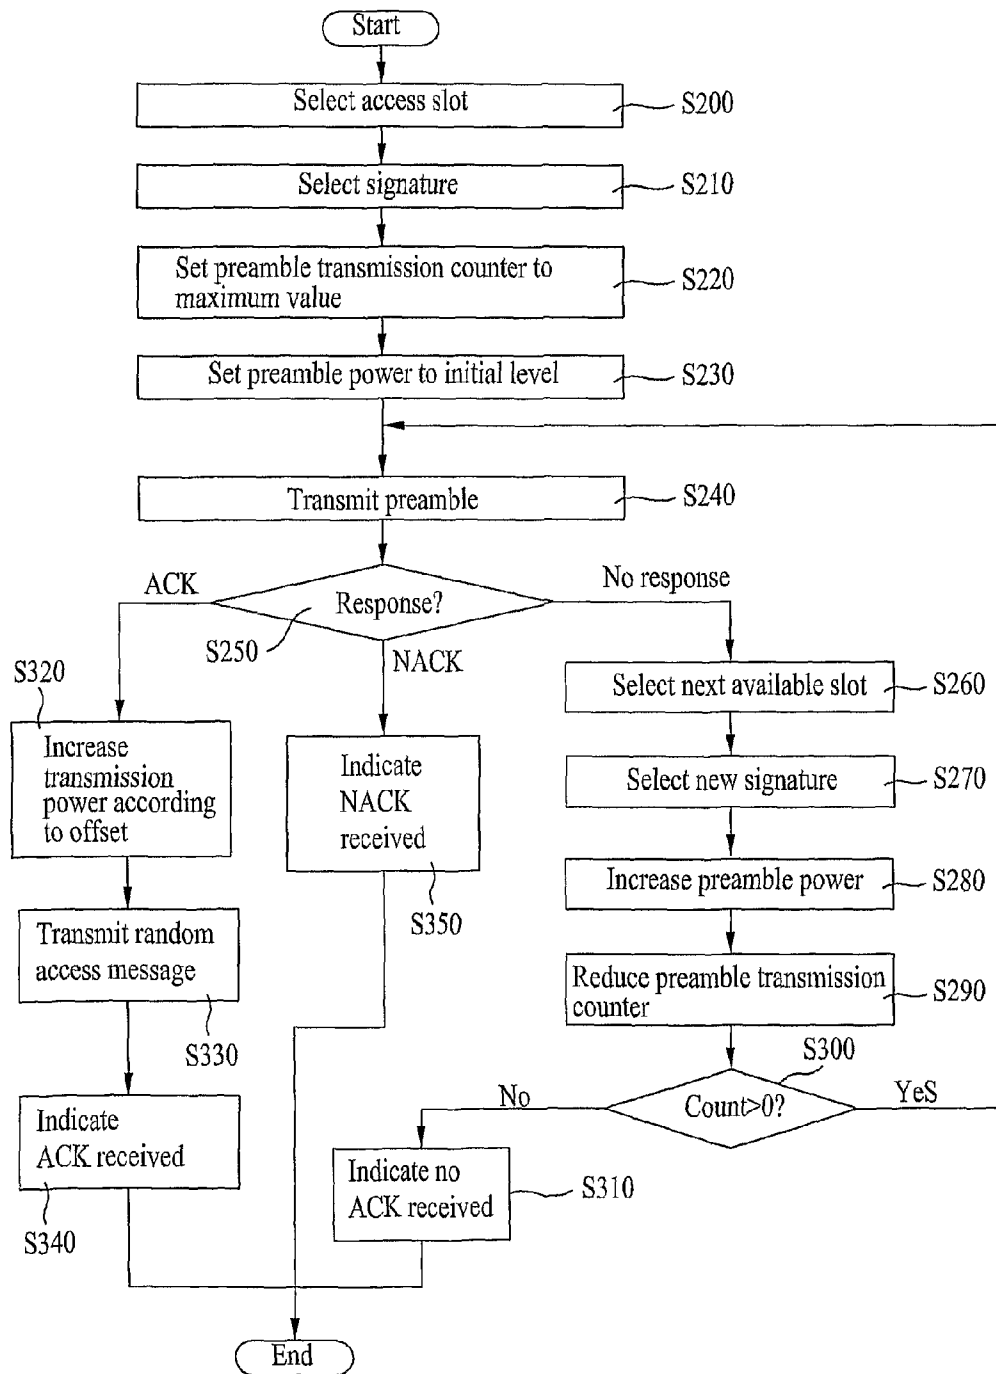 Start
Select access slot
S200
Select signature
S210
Set preamble transmission counter to
maximum value
S220
Set preamble power to initial level
S230
Transmit preamble
S240
ACK
Response?
No response
S250
NACK
S320
Increase
transmission
power according
to offset
Indicate
NACK
received
S350
Select next available slot
S260
Select new signature
S270
Increase preamble power
S280
Transmit random
access message
S330
Reduce preamble transmission
counter
S290
S300
No
Count>0?
YeS
Indicate
ACK received
S340
Indicate no
ACK received
S310
End